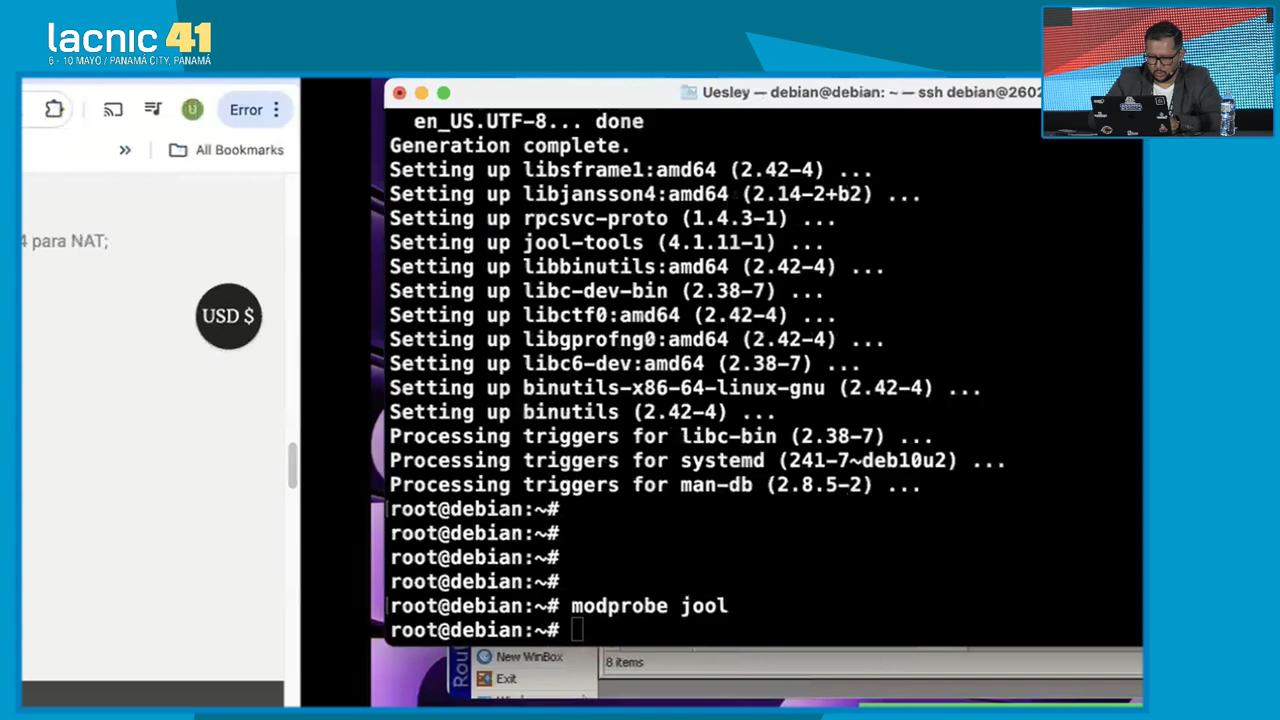 lacnic 41
6 - 10 MAYO / PANAMÁ CITY, PANAMÁ
Error
»
All Bookmarks
4 para NAT;
USD $
Uesley — debian@debian: ~ — ssh debian@2602
en_US.UTF-8... done
Generation complete.
Setting up libsframe1:amd64 (2.42-4) ...
Setting up libjansson4:amd64 (2.14-2+b2) ...
Setting up rpcsvc-proto (1.4.3-1) ...
Setting up jool-tools (4.1.11-1) ...
Setting up libbinutils:amd64 (2.42-4) ...
Setting up libc-dev-bin (2.38-7) ...
Setting up libctf0:amd64 (2.42-4) ...
Setting up libgprofng0:amd64 (2.42-4) ...
Setting up libc6-dev:amd64 (2.38-7) ...
Setting up binutils-x86-64-linux-gnu (2.42-4) ...
Setting up binutils (2.42-4) ...
Processing triggers for libc-bin (2.38-7) ...
Processing triggers for systemd (241-7~deb10u2) ...
Processing triggers for man-db (2.8.5-2) ...
root@debian:~#
root@debian:~#
root@debian:~#
root@debian:~#
root@debian:~# modprobe jool
root@debian:~#
Rou
New WinBox
Exit
8 items